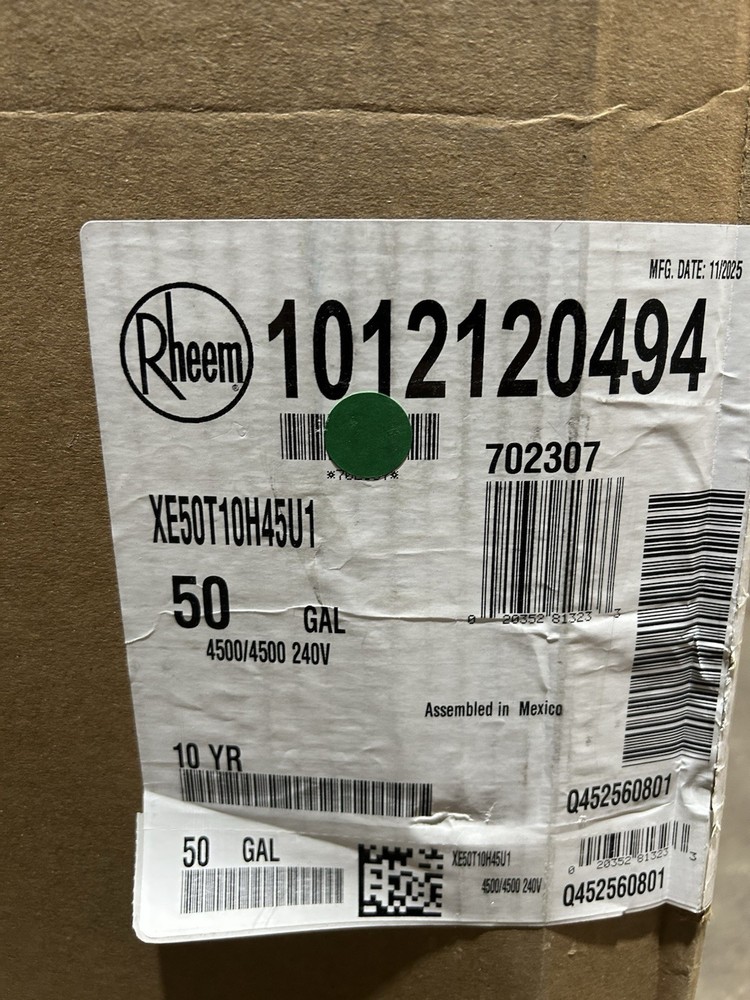 MFG. DATE: 11/2025
Rheem
1012120494
702307
XE50T10H45U1
50 GAL
4500/4500 240V
0 20352 81323 3
Assembled in Mexico
10 YR
Q452560801
50 GAL
XE50T10H45U1
4500/4500 240V
0 20352 81323 3
Q452560801